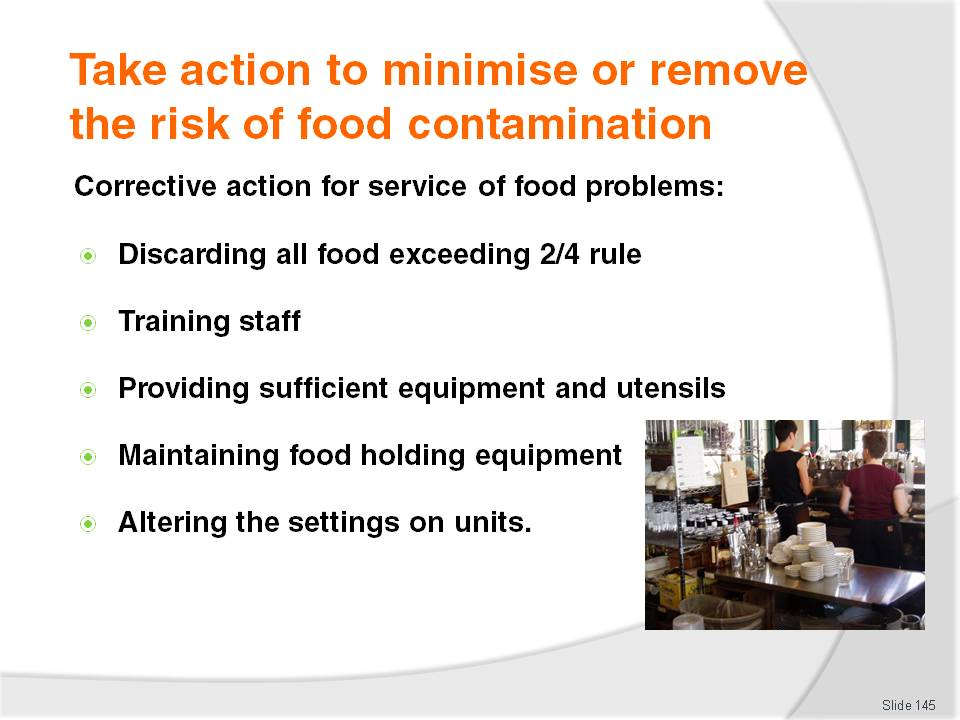 Take action to minimise or remove
the risk of food contamination
Corrective action for service of food problems:
Discarding all food exceeding 2/4 rule
Training staff
Providing sufficient equipment and utensils
Maintaining food holding equipment
Altering the settings on units.
Slide 145